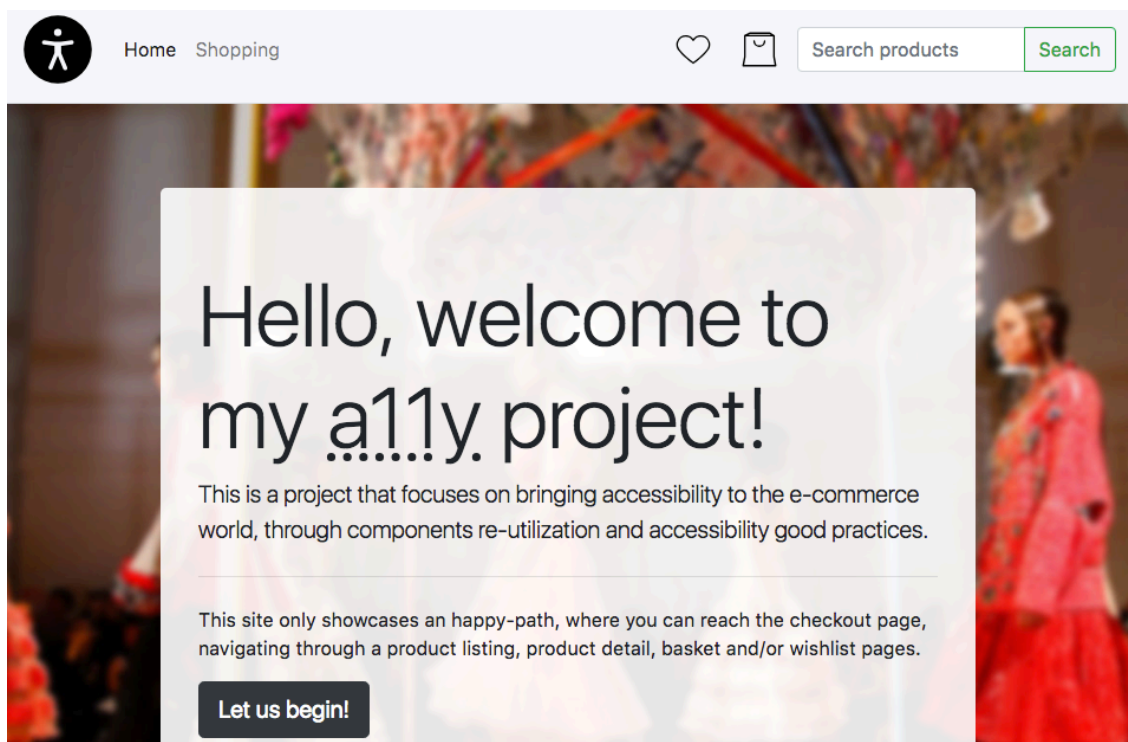 Home Shopping Search products Search
Hello, welcome to
my a11y project!
This is a project that focuses on bringing accessibility to the e-commerce
world, through components re-utilization and accessibility good practices.
This site only showcases an happy-path, where you can reach the checkout page,
navigating through a product listing, product detail, basket and/or wishlist pages.
Let us begin!